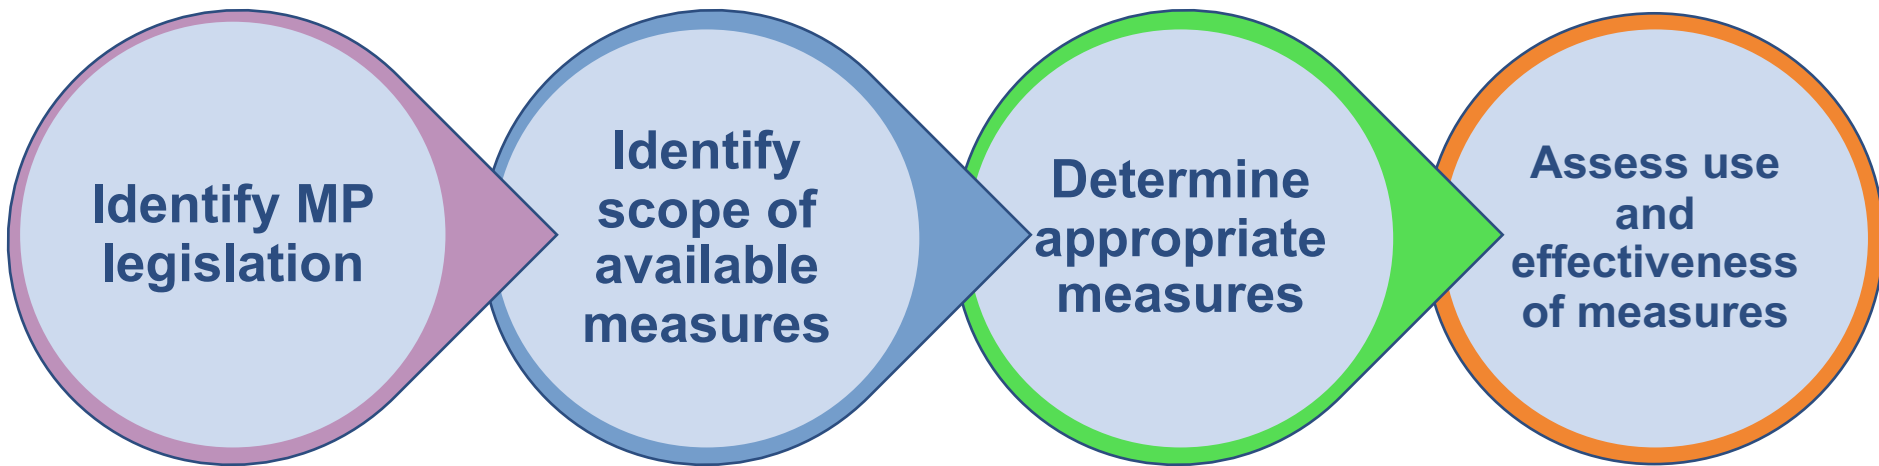 Identify MP
legislation
Identify
scope of
available
measures
Determine
appropriate
measures
Assess use
and
effectiveness
of measures